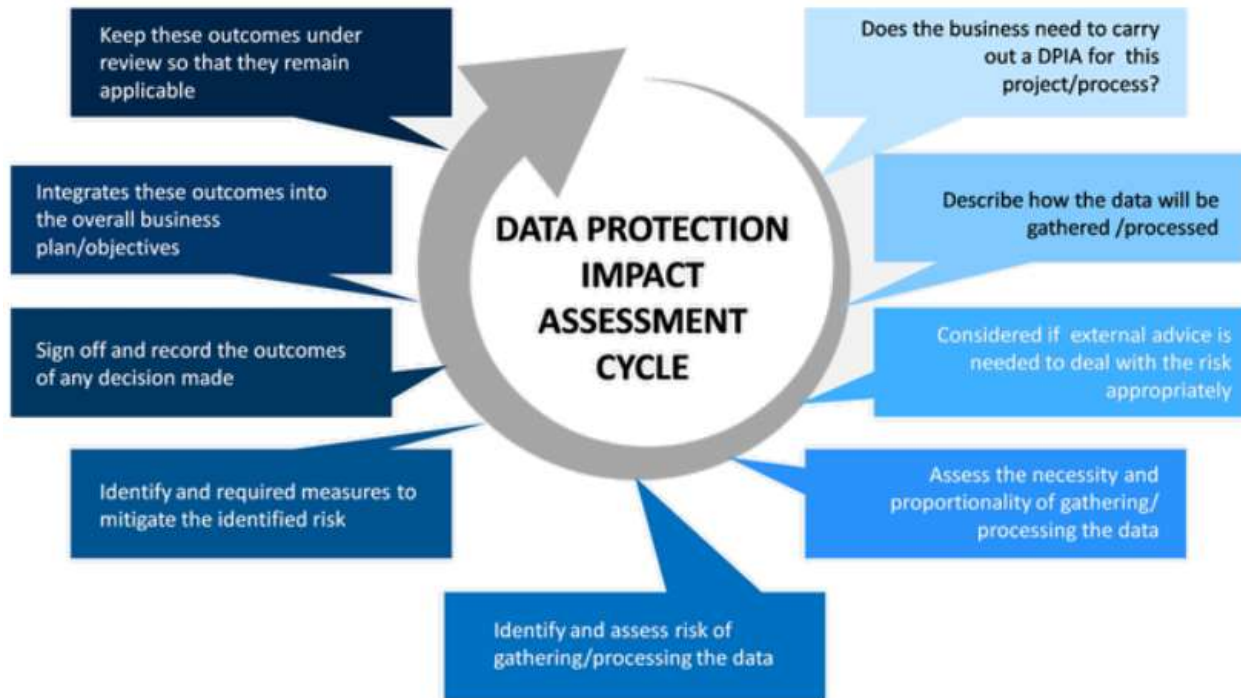 Does the business need to carry
out a DPIA for this
project/process?
Describe how the data will be
gathered /processed
Considered if external advice is
needed to deal with the risk
appropriately
Assess the necessity and
proportionality of gathering/
processing the data
Identify and assess risk of
gathering/processing the data
Identify and required measures to
mitigate the identified risk
Sign off and record the outcomes
of any decision made
Integrates these outcomes into
the overall business
plan/objectives
Keep these outcomes under
review so that they remain
applicable
DATA PROTECTION
IMPACT
ASSESSMENT
CYCLE